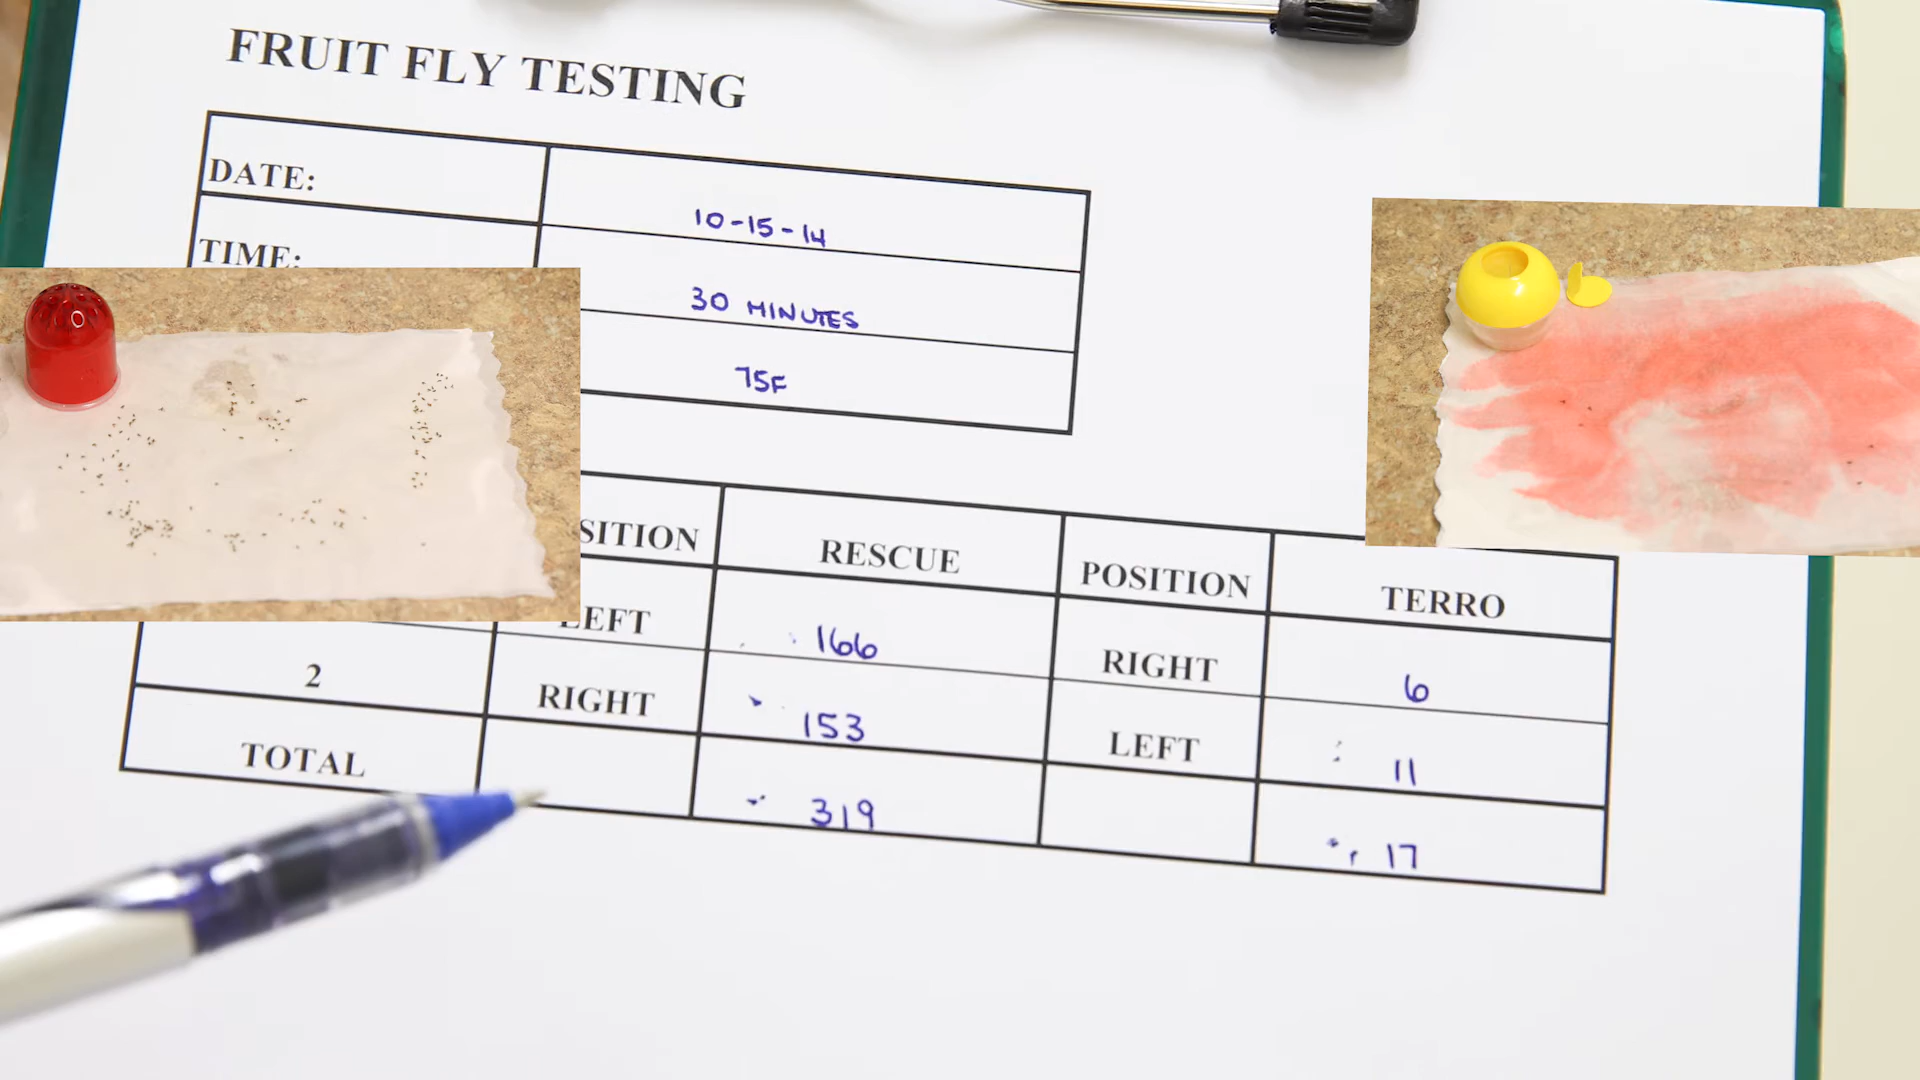 FRUIT FLY TESTING
DATE: 10-15-14
TIME: 30 MINUTES
75F
SITION RESCUE POSITION TERRO
LEFT 166 RIGHT 6
2 RIGHT 153 LEFT 11
TOTAL 319 17